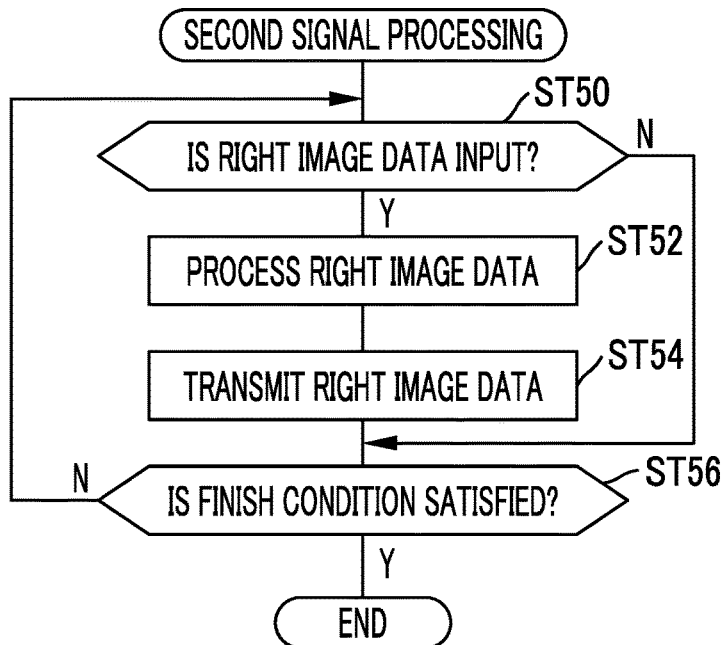 SECOND SIGNAL PROCESSING
ST50
IS RIGHT IMAGE DATA INPUT?
N
Y
PROCESS RIGHT IMAGE DATA
ST52
TRANSMIT RIGHT IMAGE DATA
ST54
N
IS FINISH CONDITION SATISFIED?
ST56
Y
END